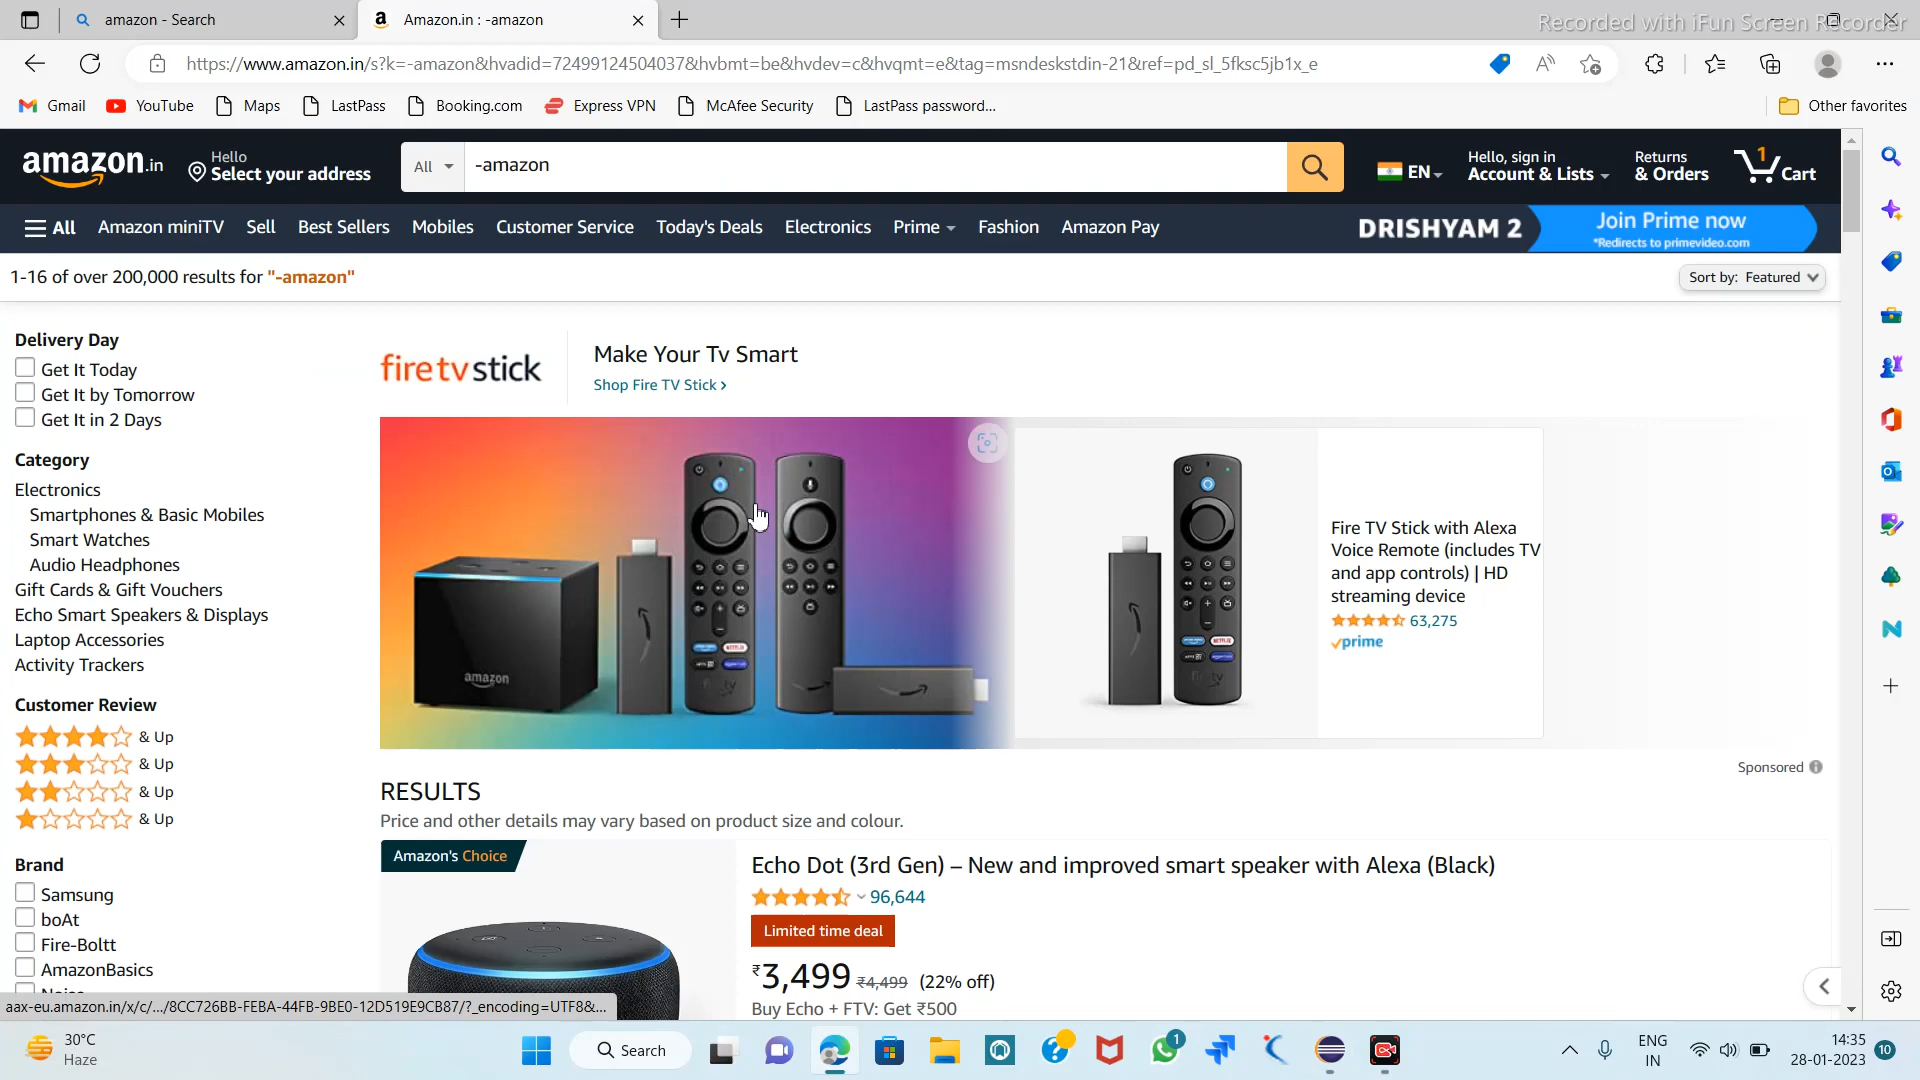 amazon - Search
Amazon.in : -amazon
Recorded with iFun Screen Recorder
https://www.amazon.in/s?k=-amazon&hvadid=72499124504037&hvbmt=be&hvdev=c&hvqmt=e&tag=msndeskstdin-21&ref=pd_sl_5fksc5jb1x_e
Gmail YouTube Maps LastPass Booking.com Express VPN McAfee Security LastPass password... Other favorites
amazon.in
Hello
Select your address
All
-amazon
EN
Hello, sign in
Account & Lists
Returns
& Orders
1
Cart
All Amazon miniTV Sell Best Sellers Mobiles Customer Service Today's Deals Electronics Prime Fashion Amazon Pay
DRISHYAM 2
Join Prime now
*Redirects to primevideo.com
1-16 of over 200,000 results for "-amazon"
Sort by: Featured
Delivery Day
Get It Today
Get It by Tomorrow
Get It in 2 Days
Category
Electronics
Smartphones & Basic Mobiles
Smart Watches
Audio Headphones
Gift Cards & Gift Vouchers
Echo Smart Speakers & Displays
Laptop Accessories
Activity Trackers
Customer Review
& Up
& Up
& Up
& Up
Brand
Samsung
boAt
Fire-Boltt
AmazonBasics
fire tv stick
Make Your Tv Smart
Shop Fire TV Stick ›
amazon
NETFLIX
Fire TV Stick with Alexa
Voice Remote (includes TV
and app controls) | HD
streaming device
63,275
prime
Sponsored
RESULTS
Price and other details may vary based on product size and colour.
Amazon's Choice
Echo Dot (3rd Gen) – New and improved smart speaker with Alexa (Black)
96,644
Limited time deal
₹3,499 ₹4,499 (22% off)
Buy Echo + FTV: Get ₹500
aax-eu.amazon.in/x/c/.../8CC726BB-FEBA-44FB-9BE0-12D519E9CB87/?_encoding=UTF8&...
30°C
Haze
Search
1
ENG
IN
14:35
28-01-2023
10